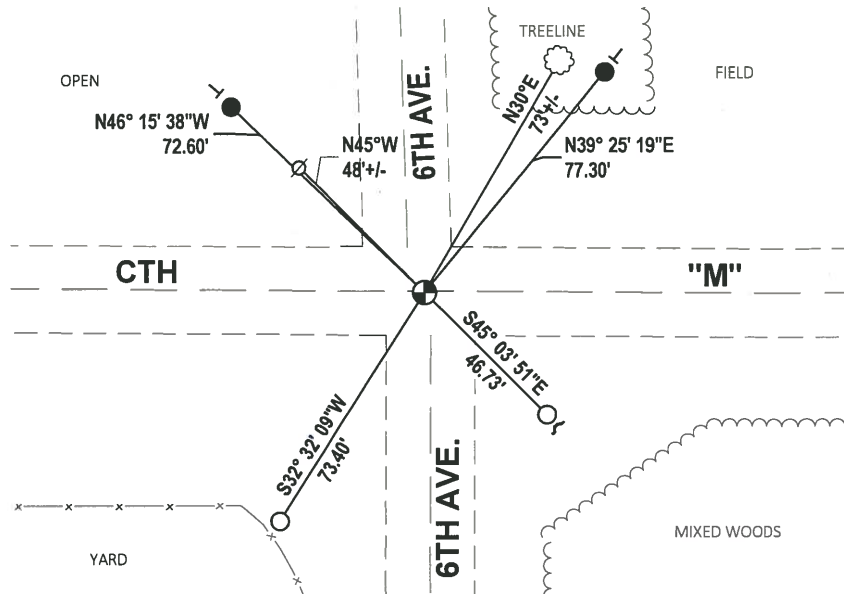 TREELINE
OPEN
6TH AVE.
FIELD
N30°E
73'+/-
N46° 15' 38"W
72.60'
N45°W
48'+/-
N39° 25' 19"E
77.30'
CTH
"M"
S45° 03' 51"E
46.73'
S32° 32' 09"W
73.40'
6TH AVE.
MIXED WOODS
YARD